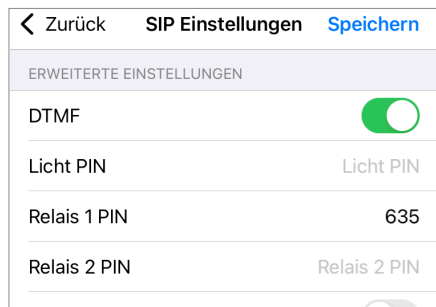 Zurück SIP Einstellungen Speichern
ERWEITERTE EINSTELLUNGEN
DTMF
Licht PIN Licht PIN
Relais 1 PIN 635
Relais 2 PIN Relais 2 PIN